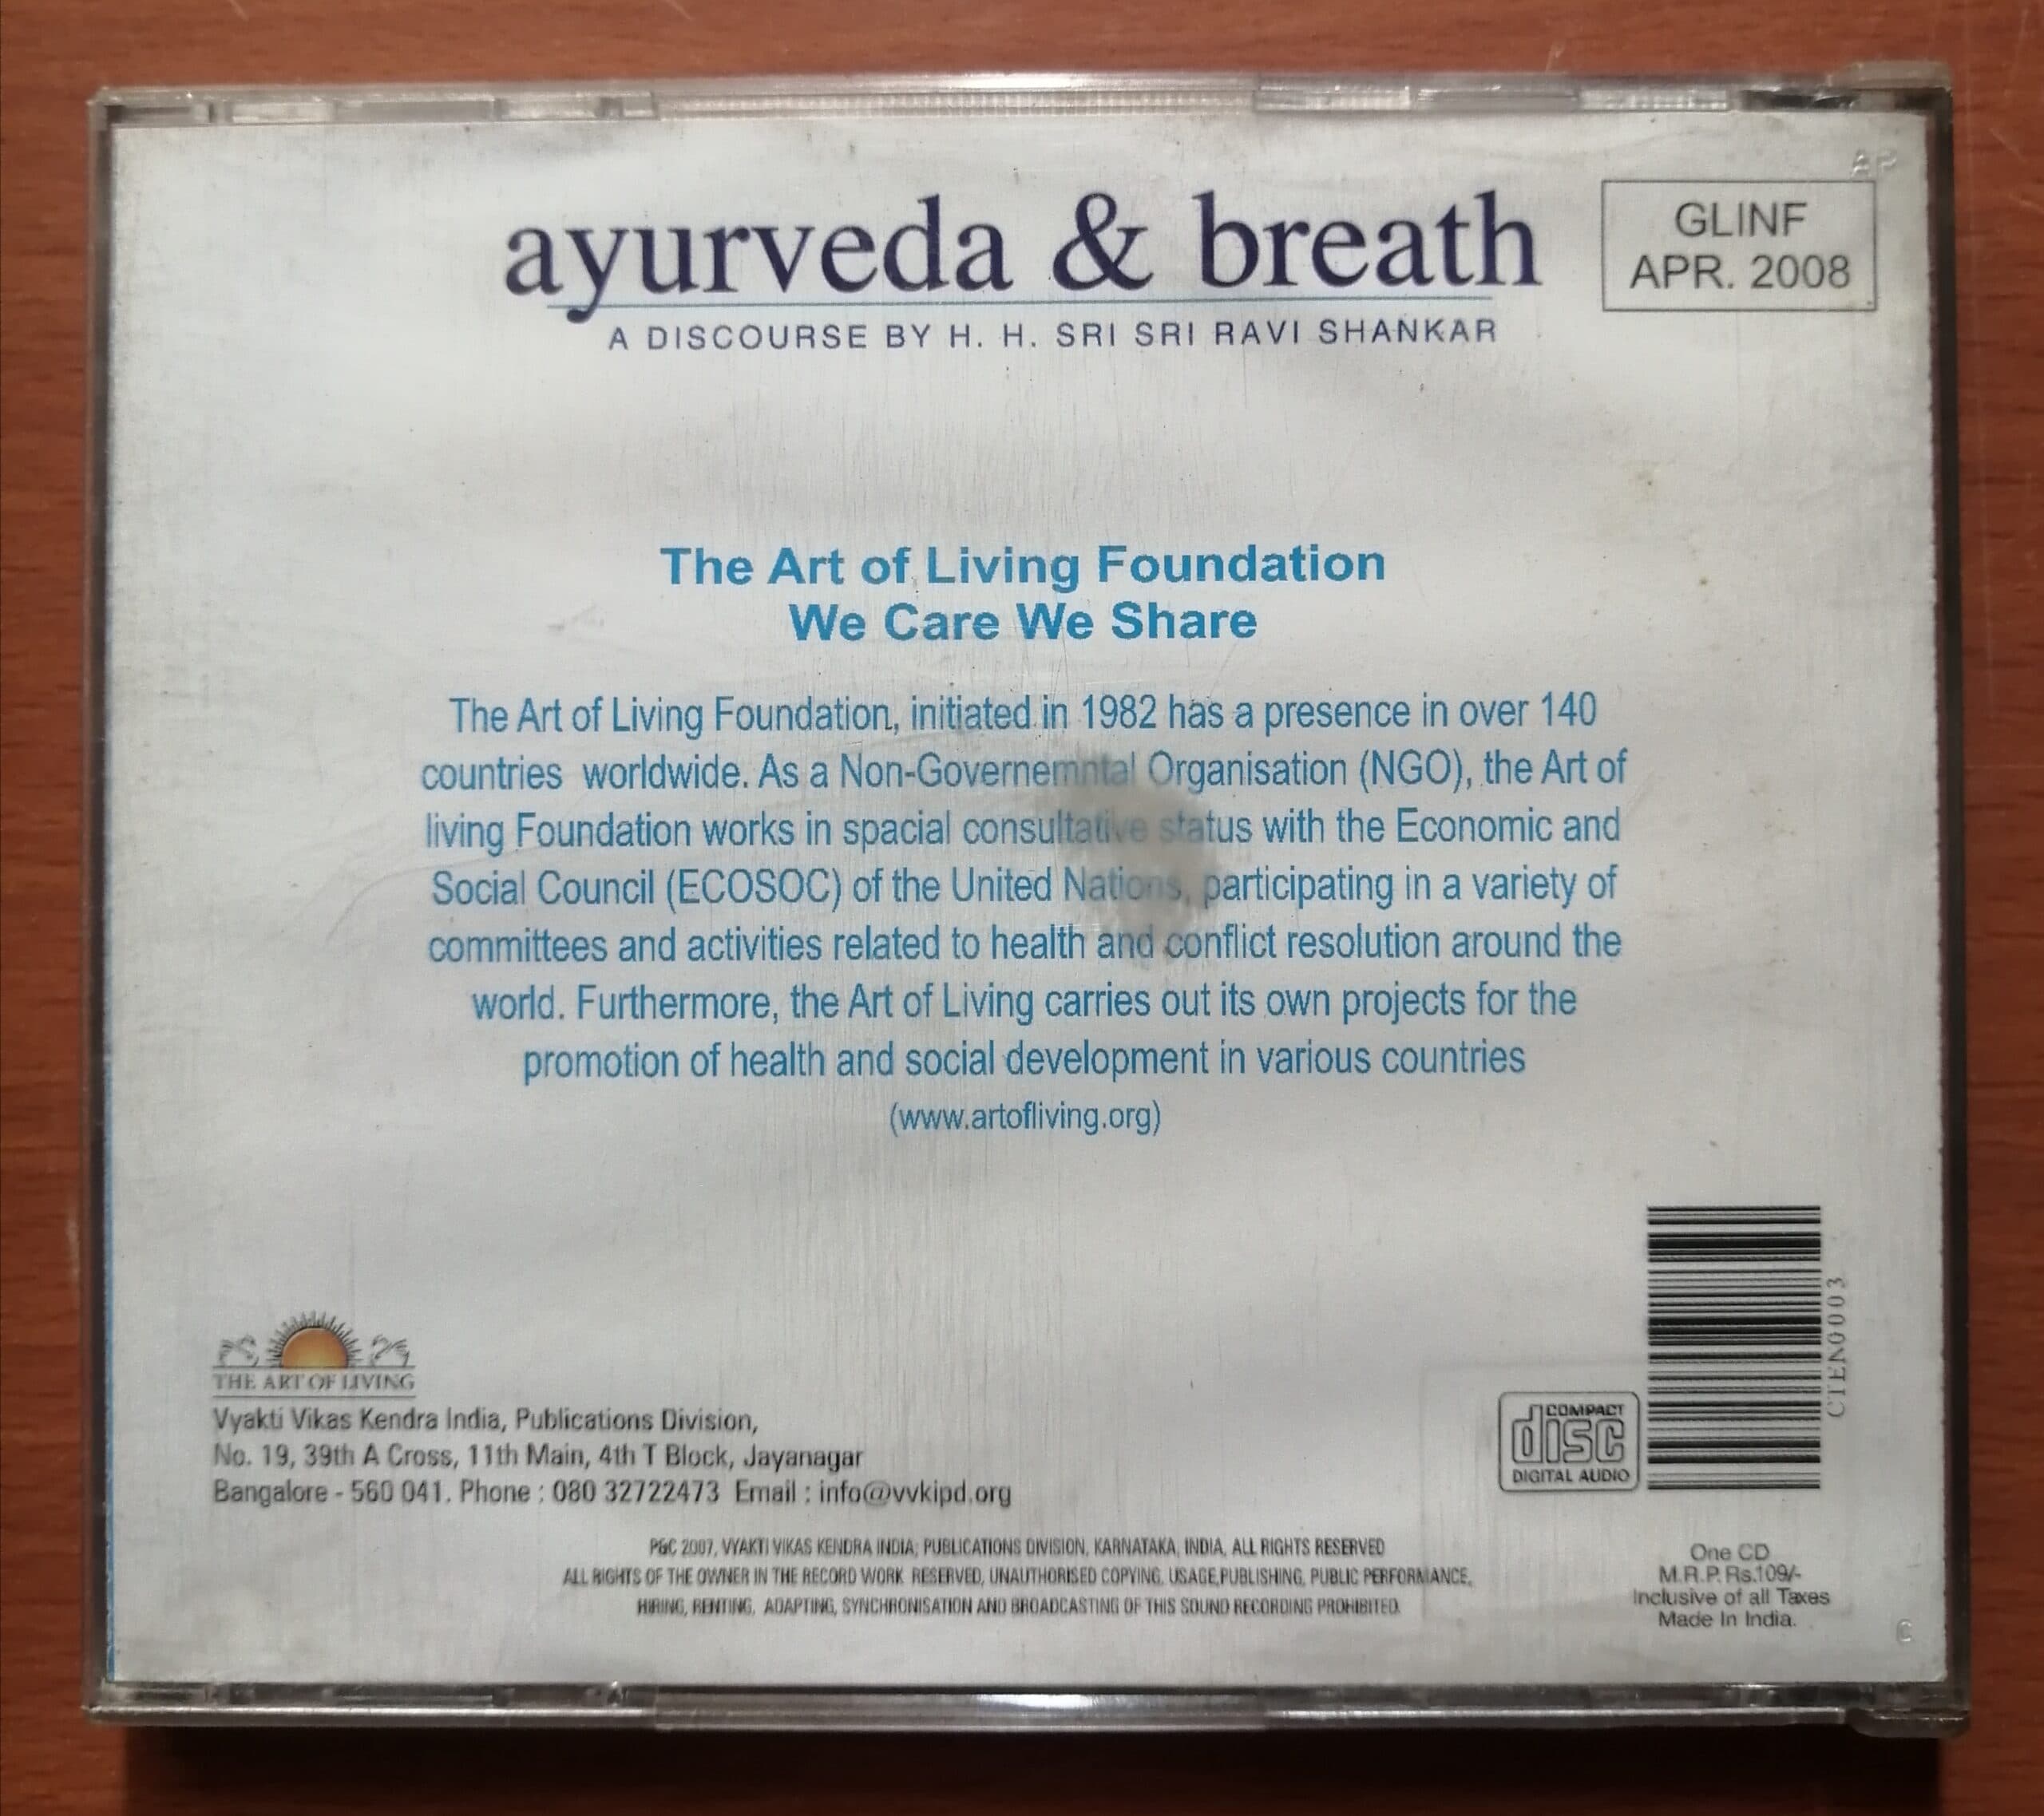 ayurveda & breath
A DISCOURSE BY H. H. SRI SRI RAVI SHANKAR
GLINF
APR. 2008
AP
The Art of Living Foundation
We Care We Share
The Art of Living Foundation, initiated in 1982 has a presence in over 140
countries worldwide. As a Non-Governemntal Organisation (NGO), the Art of
living Foundation works in spacial consultative status with the Economic and
Social Council (ECOSOC) of the United Nations, participating in a variety of
committees and activities related to health and conflict resolution around the
world. Furthermore, the Art of Living carries out its own projects for the
promotion of health and social development in various countries
(www.artofliving.org)
THE ART OF LIVING
Vyakti Vikas Kendra India, Publications Division,
No. 19, 39th A Cross, 11th Main, 4th T Block, Jayanagar
Bangalore - 560 041. Phone : 080 32722473 Email : info@vvkipd.org
COMPACT
disc
DIGITAL AUDIO
CTEN0003
P&C 2007, VYAKTI VIKAS KENDRA INDIA; PUBLICATIONS DIVISION, KARNATAKA, INDIA, ALL RIGHTS RESERVED
ALL RIGHTS OF THE OWNER IN THE RECORD WORK RESERVED, UNAUTHORISED COPYING, USAGE,PUBLISHING, PUBLIC PERFORMANCE,
HIRING, RENTING, ADAPTING, SYNCHRONISATION AND BROADCASTING OF THIS SOUND RECORDING PROHIBITED.
One CD
M.R.P. Rs.109/-
Inclusive of all Taxes
Made In India.
C